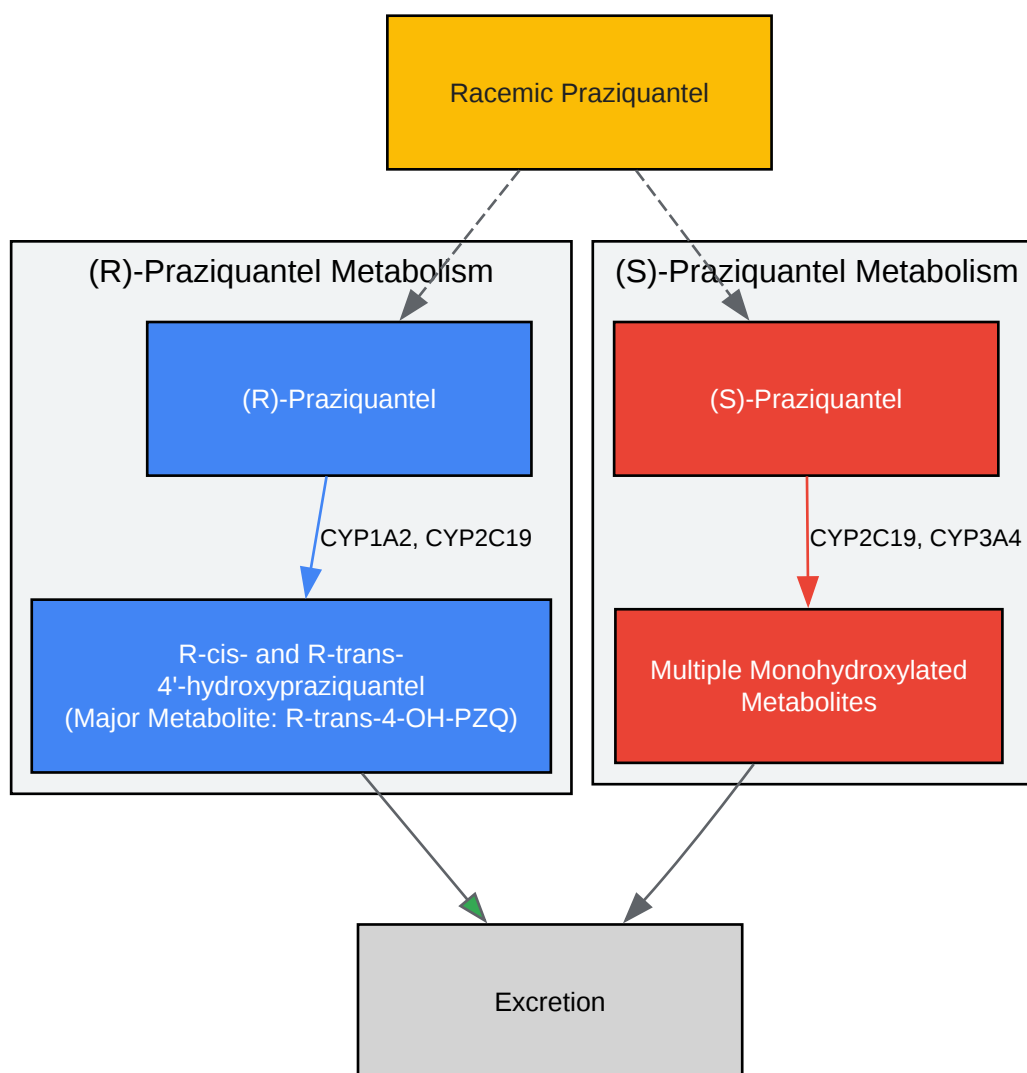 Racemic Praziquantel
(R)-Praziquantel Metabolism
(S)-Praziquantel Metabolism
(R)-Praziquantel
(S)-Praziquantel
CYP1A2, CYP2C19
CYP2C19, CYP3A4
R-cis- and R-trans-
4'-hydroxypraziquantel
(Major Metabolite: R-trans-4-OH-PZQ)
Multiple Monohydroxylated
Metabolites
Excretion